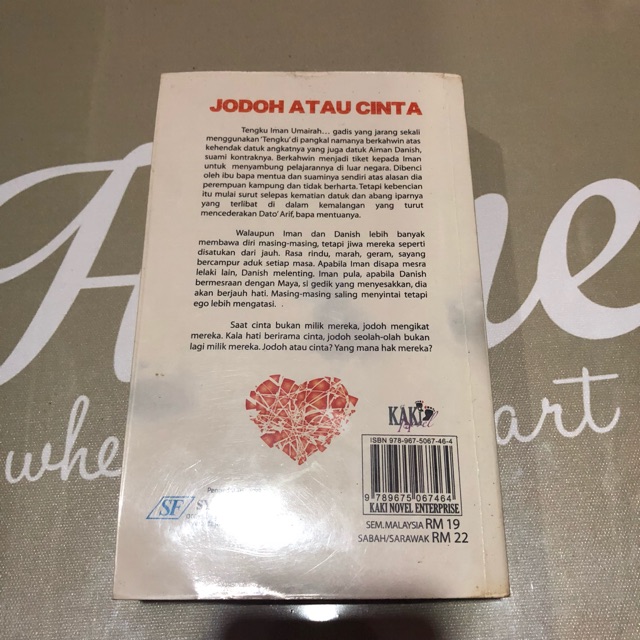 JODOH ATAU CINTA
Tengku Iman Umairah... gadis yang jarang sekali
menggunakan 'Tengku' di pangkal namanya berkahwin atas
kehendak datuk angkatnya yang juga datuk Aiman Danish,
suami kontraknya. Berkahwin menjadi tiket kepada Iman
untuk menyambung pelajarannya di luar negara. Dibenci
oleh ibu bapa mentua dan suaminya sendiri atas alasan dia
perempuan kampung dan tidak berharta. Tetapi kebencian
itu mulai surut selepas kematian datuk dan abang iparnya
yang terlibat di dalam kemalangan yang turut
mencederakan Dato' Arif, bapa mentuanya.
Walaupun Iman dan Danish lebih banyak
membawa diri masing-masing, tetapi jiwa mereka seperti
disatukan dari jauh. Rasa rindu, marah, geram, sayang
bercampur aduk setiap masa. Apabila Iman disapa mesra
lelaki lain, Danish melenting. Iman pula, apabila Danish
bermesraan dengan Maya, si gedik yang menyesakkan, dia
akan berjauh hati. Masing-masing saling menyintai tetapi
ego lebih mengatasi.
Saat cinta bukan milik mereka, jodoh mengikat
mereka. Kala hati berirama cinta, jodoh seolah-olah bukan
lagi milik mereka. Jodoh atau cinta? Yang mana hak mereka?
KAKI
Novel
ISBN 978-967-5067-46-4
9 789675 067464
KAKI NOVEL ENTERPRISE
SEM.MALAYSIA RM 19
SABAH/SARAWAK RM 22
SF
art